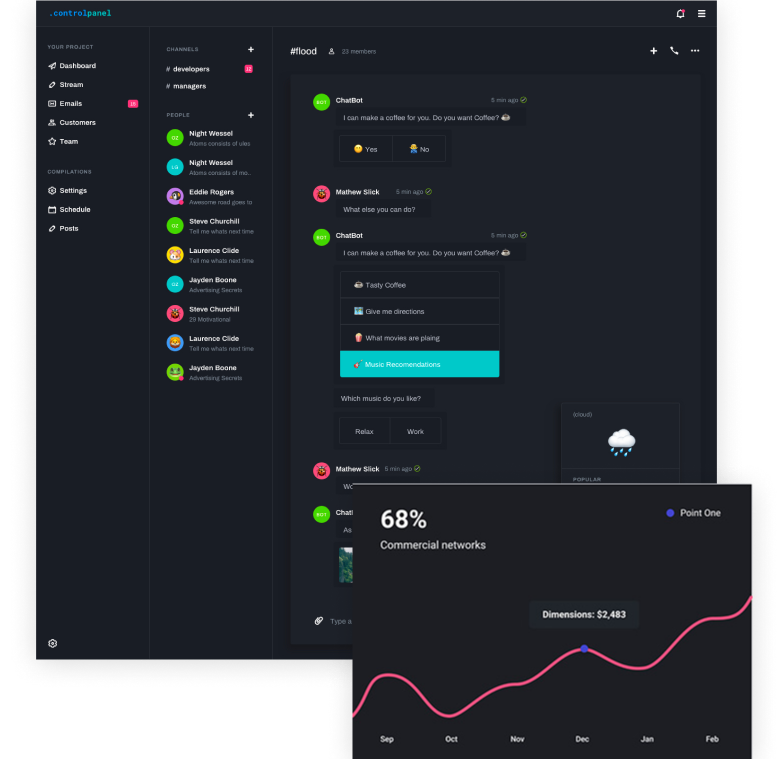 .controlpanel
YOUR PROJECT
Dashboard
Stream
Emails
Customers
Team
COMPILATIONS
Settings
Schedule
Posts
CHANNELS +
# developers
# managers
PEOPLE +
Night Wessel
Atoms consists of ules
Night Wessel
Atoms consists of mo..
Eddie Rogers
Awesome road goes to
OZ
Steve Churchill
Tell me whats next time
Laurence Clide
Tell me whats next time
Jayden Boone
Advertising Secrets
Steve Churchill
29 Motivational
Laurence Clide
Tell me whats next time
Jayden Boone
Advertising Secrets
#flood 23 members
BOT ChatBot 5 min ago
I can make a coffee for you. Do you want Coffee?
Yes No
Mathew Slick 5 min ago
What else you can do?
BOT ChatBot 5 min ago
I can make a coffee for you. Do you want Coffee?
Tasty Coffee
Give me directions
What movies are plaing
Music Recomendations
Which music do you like?
Relax Work
Mathew Slick 5 min ago
Wo
BOT Chat
As
Type a
(cloud)
POPULAR
68%
Commercial networks
Point One
Dimensions: $2,483
Sep Oct Nov Dec Jan Feb